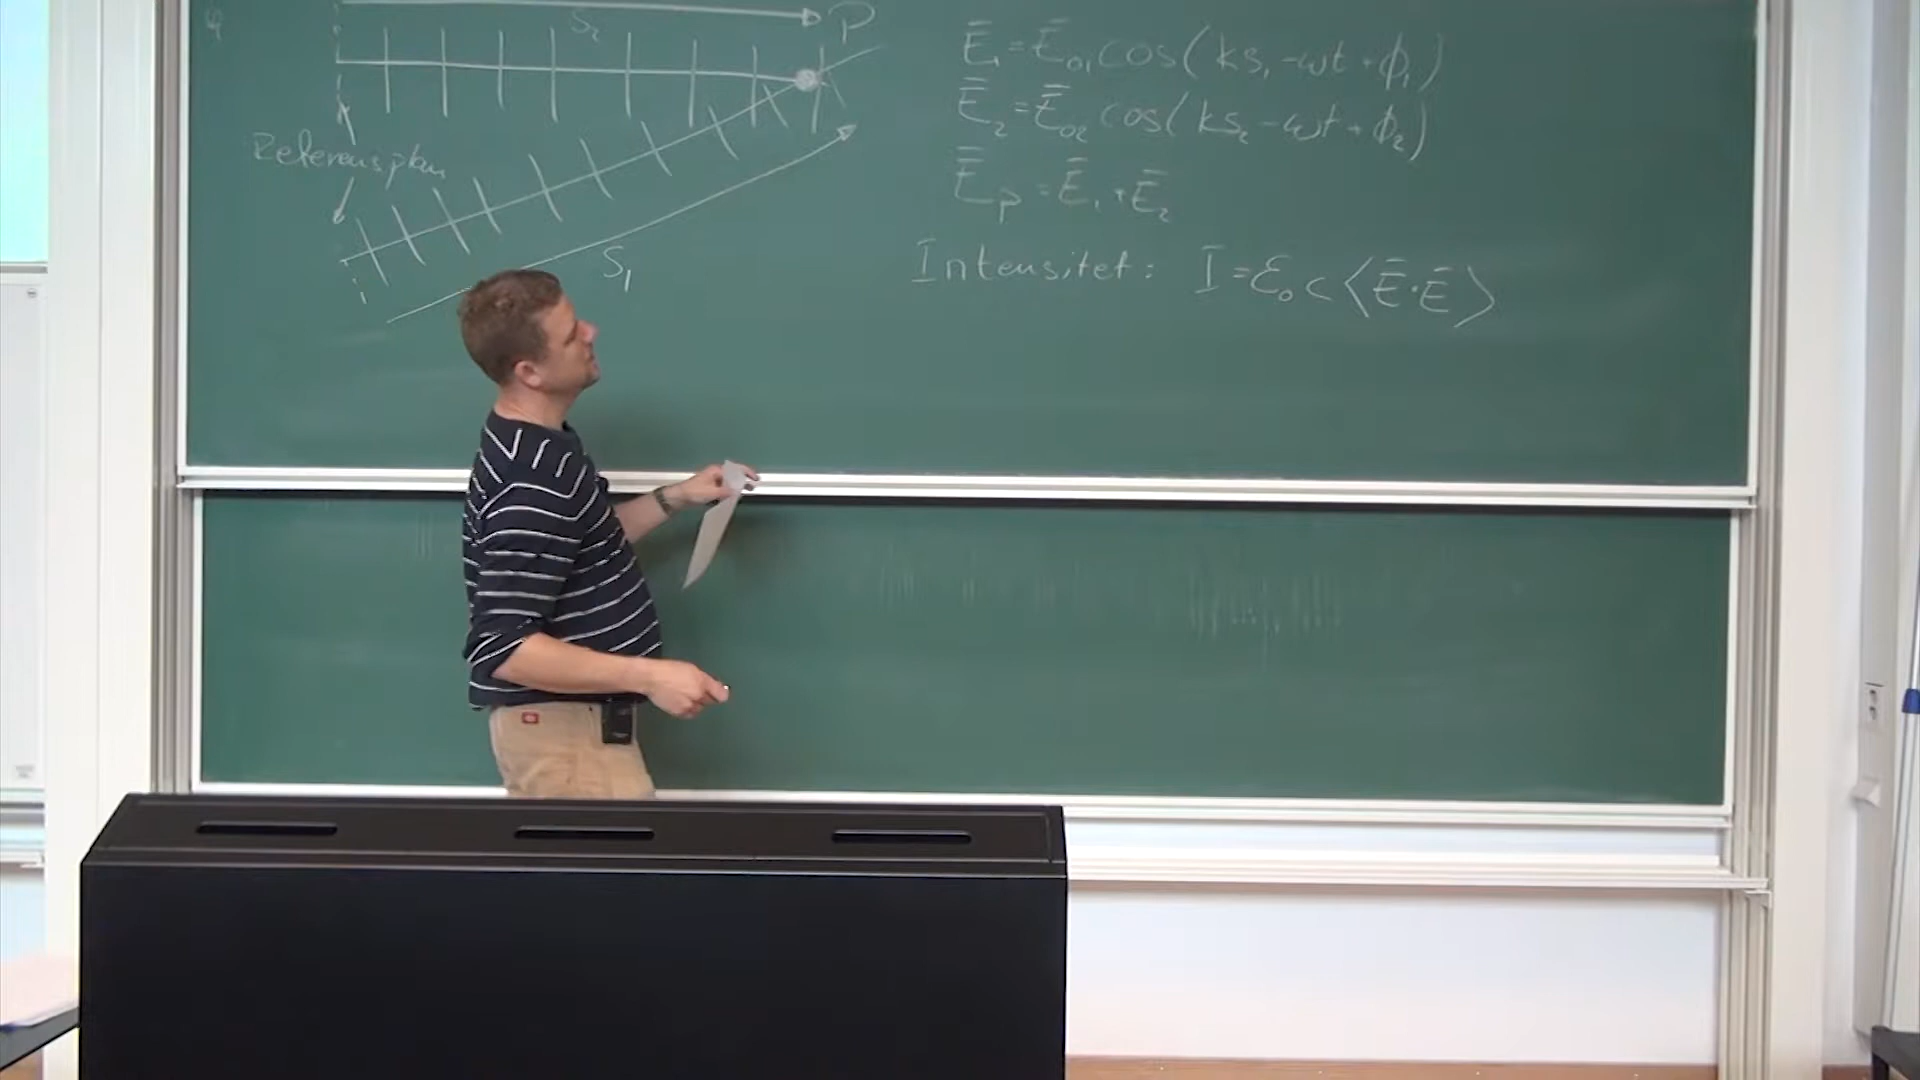 S₂
P
Referensplan
S₁
Ē₁ = Ē₀₁ cos(ks₁ - ωt + ϕ₁)
Ē₂ = Ē₀₂ cos(ks₂ - ωt + ϕ₂)
Ē_P = Ē₁ + Ē₂
Intensitet: I = ε₀c⟨Ē·Ē⟩